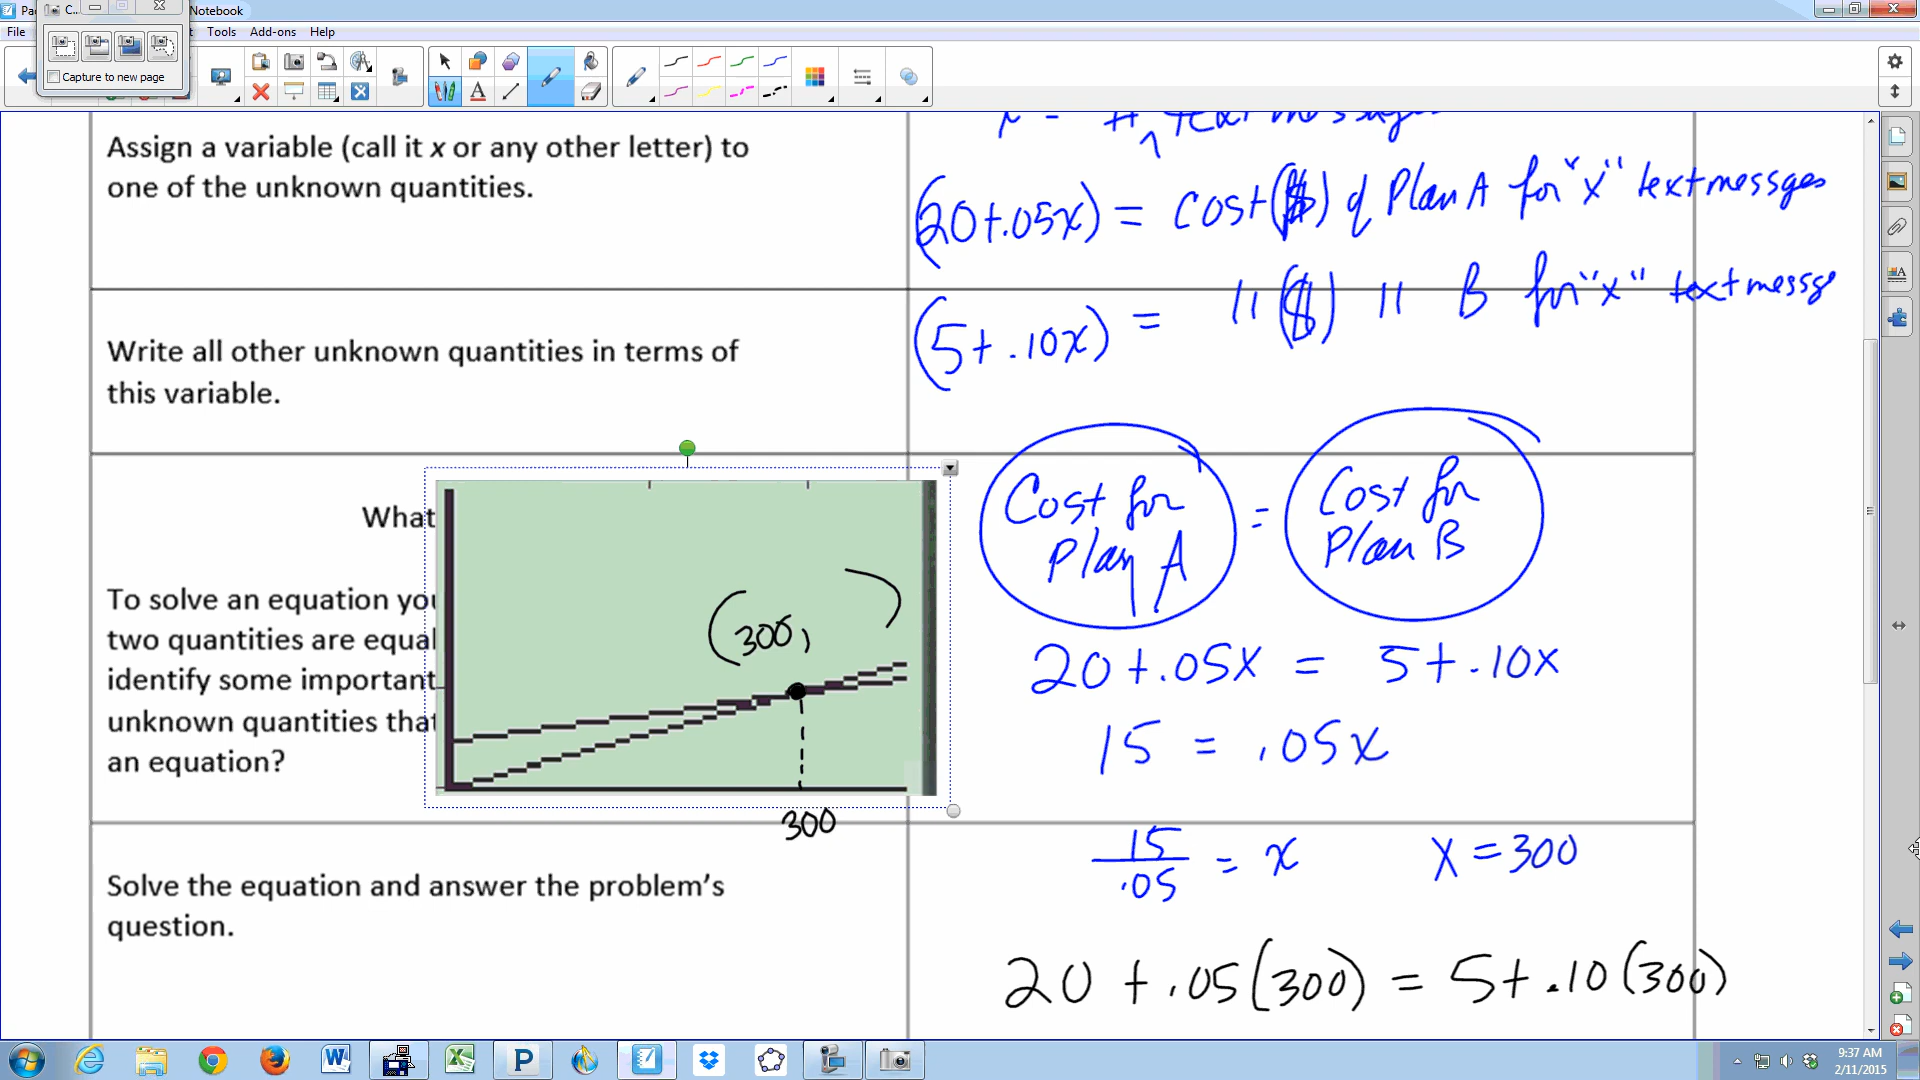 Notebook
File
Tools Add-ons Help
Capture to new page
Assign a variable (call it x or any other letter) to
one of the unknown quantities.
(20+.05x) = Cost($) of Plan A for "x" text messges
Write all other unknown quantities in terms of
this variable.
(5+.10x) = " ($) " B for "x" text messg
What
To solve an equation you
two quantities are equal
identify some important
unknown quantities that
an equation?
(300, )
300
Cost for
Plan A
=
Cost for
Plan B
20+.05x = 5+.10x
15 = .05x
Solve the equation and answer the problem's
question.
15/.05 = x x = 300
20 + .05(300) = 5+.10(300)
9:37 AM
2/11/2015